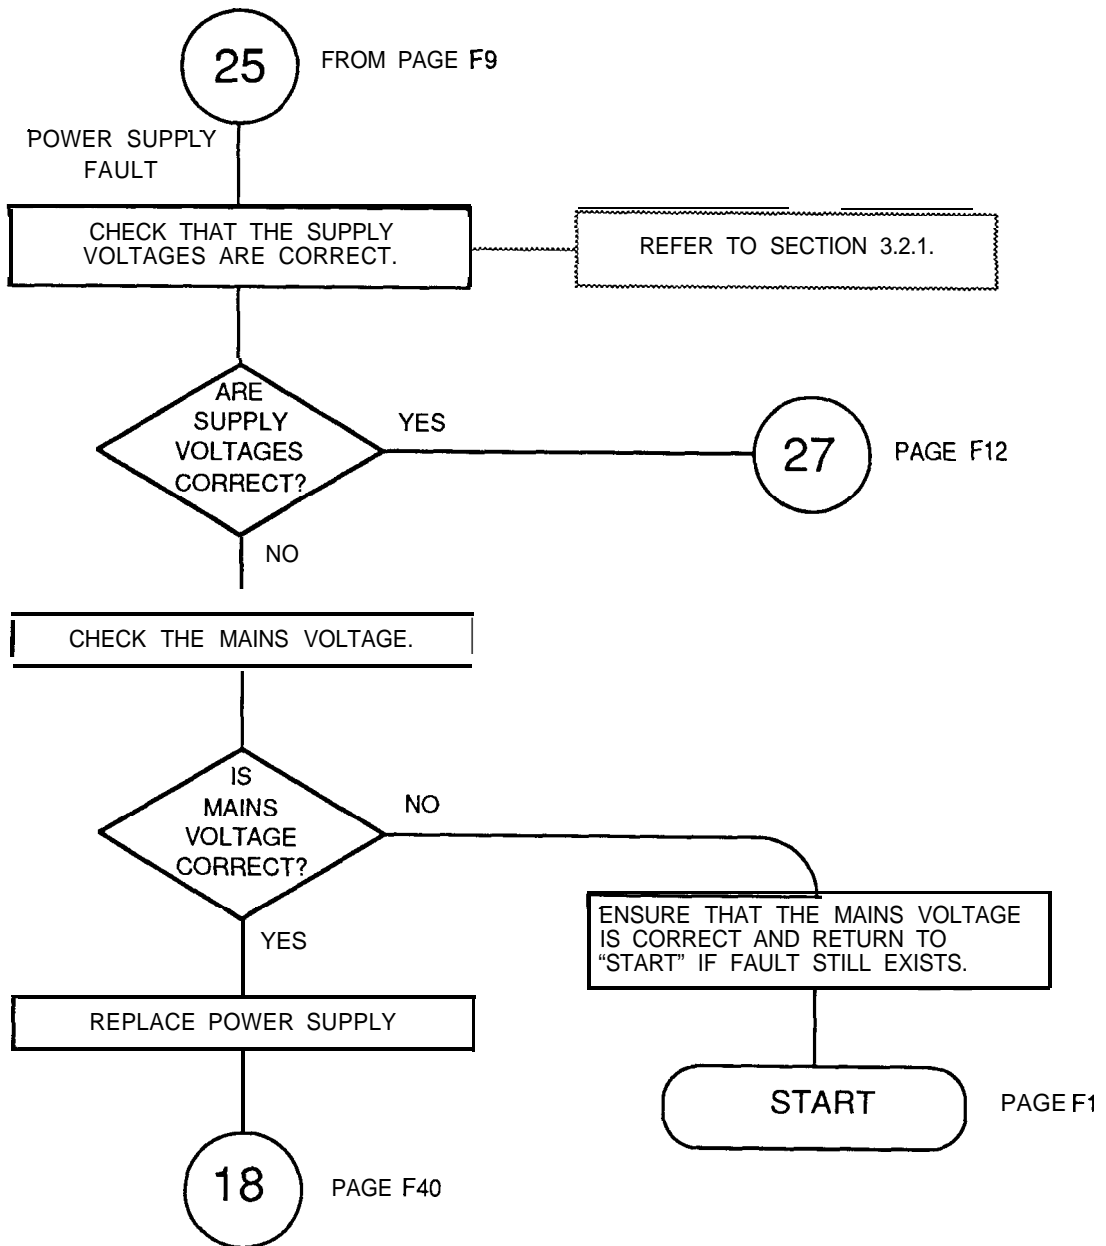 25
FROM PAGE F9
POWER SUPPLY
FAULT
CHECK THAT THE SUPPLY
VOLTAGES ARE CORRECT.
REFER TO SECTION 3.2.1.
ARE
SUPPLY
VOLTAGES
CORRECT?
YES
27
PAGE F12
NO
CHECK THE MAINS VOLTAGE.
IS
MAINS
VOLTAGE
CORRECT?
NO
ENSURE THAT THE MAINS VOLTAGE
IS CORRECT AND RETURN TO
“START” IF FAULT STILL EXISTS.
YES
REPLACE POWER SUPPLY
START
PAGE F1
18
PAGE F40